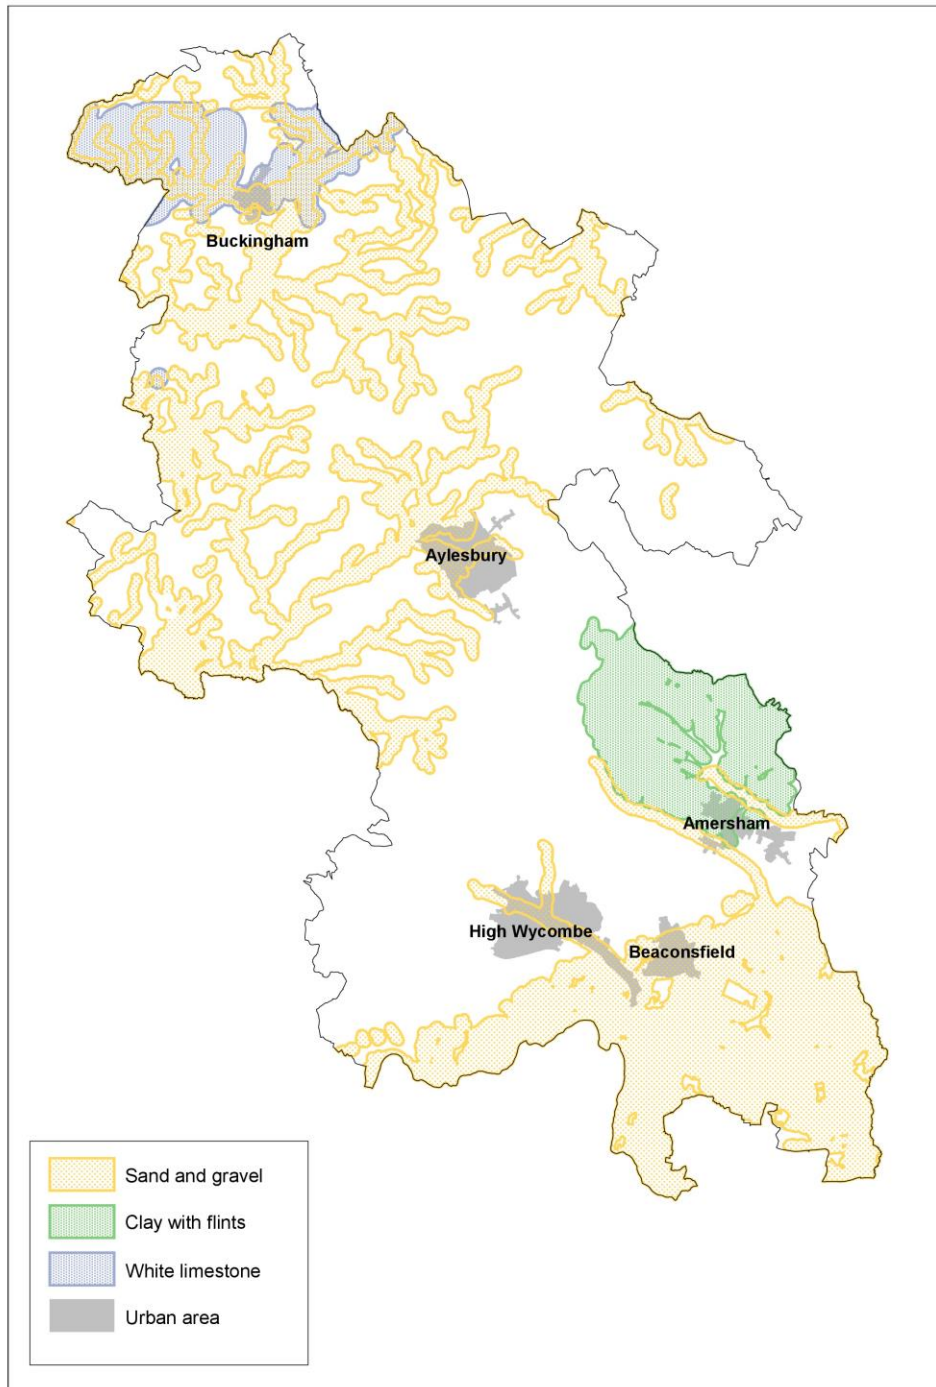 Buckingham
Aylesbury
Amersham
High Wycombe
Beaconsfield
Sand and gravel
Clay with flints
White limestone
Urban area